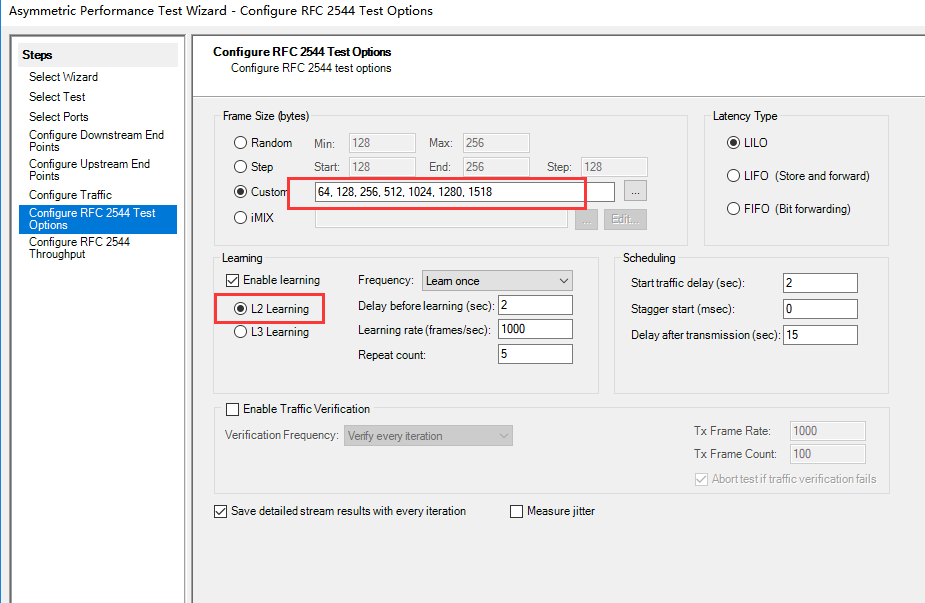 Asymmetric Performance Test Wizard - Configure RFC 2544 Test Options
Steps
Select Wizard
Select Test
Select Ports
Configure Downstream End
Points
Configure Upstream End
Points
Configure Traffic
Configure RFC 2544 Test
Options
Configure RFC 2544
Throughput
Configure RFC 2544 Test Options
Configure RFC 2544 test options
Frame Size (bytes)
Random Min: 128 Max: 256
Step Start: 128 End: 256 Step: 128
Custom 64, 128, 256, 512, 1024, 1280, 1518 ...
iMIX ... Edit...
Latency Type
LILO
LIFO (Store and forward)
FIFO (Bit forwarding)
Learning
Enable learning Frequency: Learn once
L2 Learning Delay before learning (sec): 2
L3 Learning Learning rate (frames/sec): 1000
Repeat count: 5
Scheduling
Start traffic delay (sec): 2
Stagger start (msec): 0
Delay after transmission (sec): 15
Enable Traffic Verification
Verification Frequency: Verify every iteration
Tx Frame Rate: 1000
Tx Frame Count: 100
Abort test if traffic verification fails
Save detailed stream results with every iteration Measure jitter